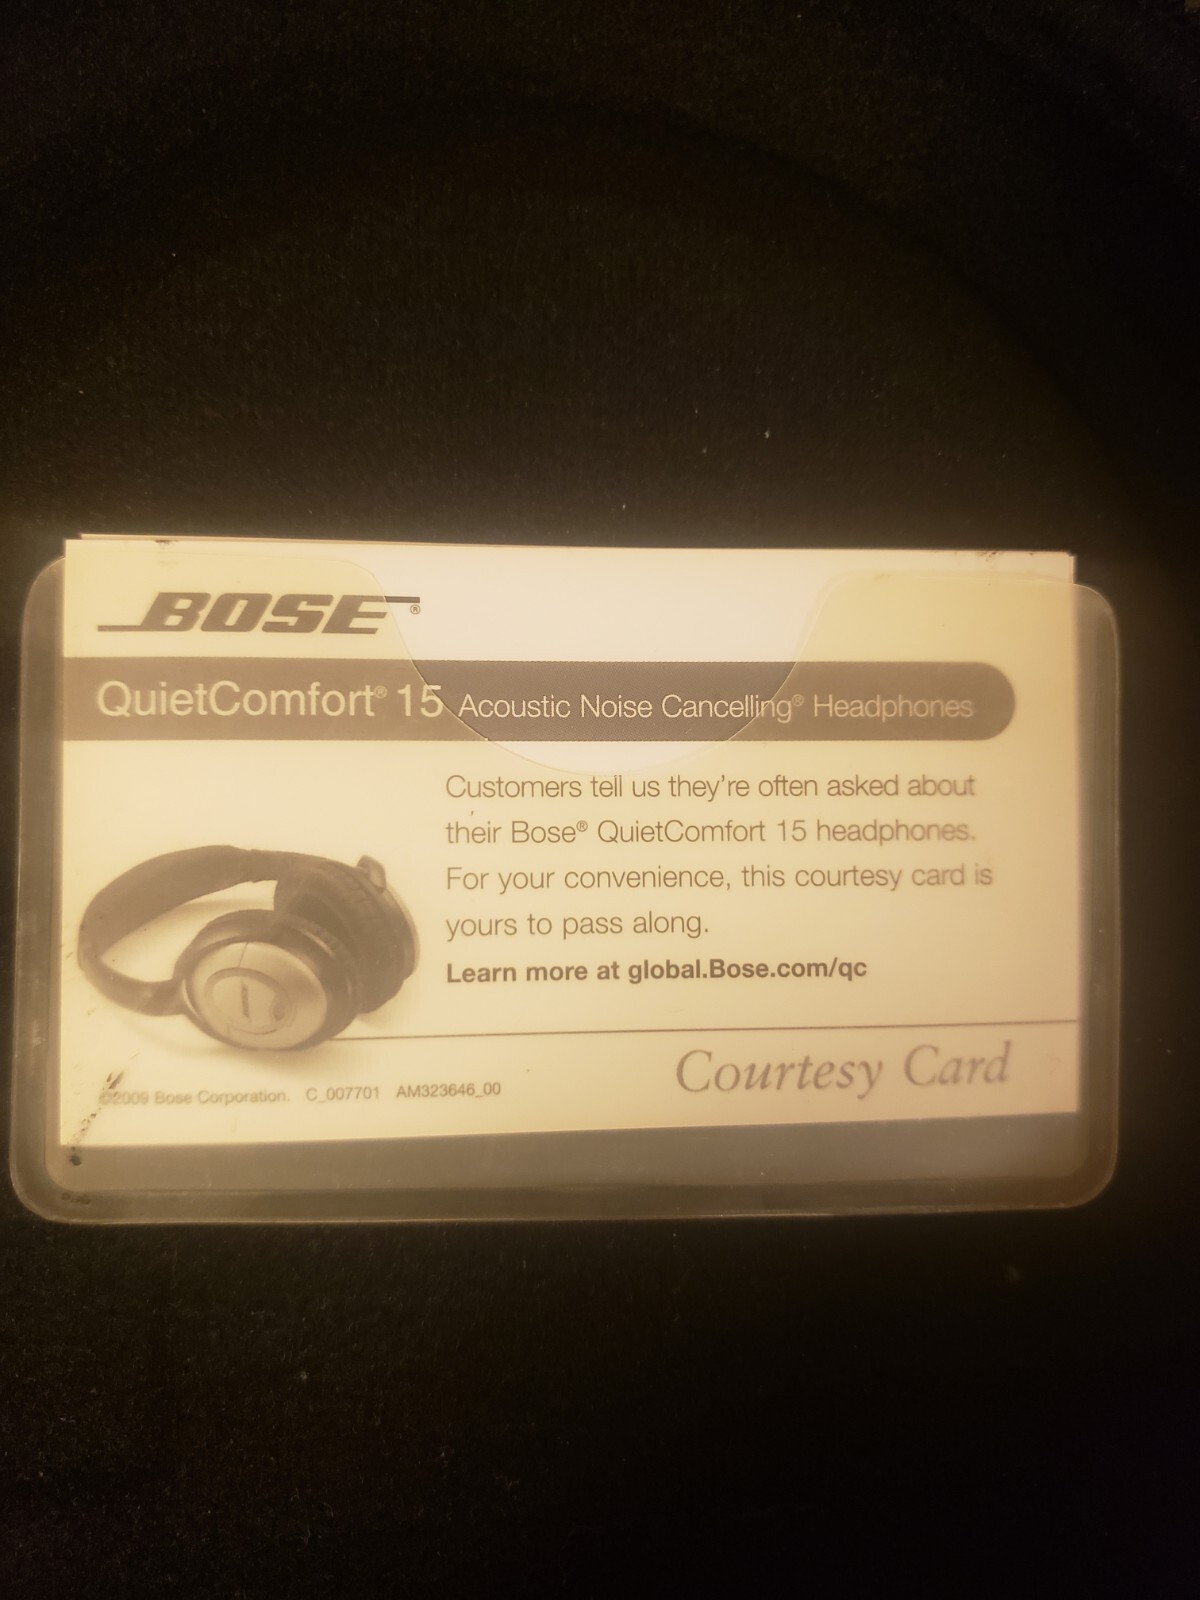 BOSE®
QuietComfort® 15 Acoustic Noise Cancelling® Headphones
Customers tell us they're often asked about
their Bose® QuietComfort 15 headphones.
For your convenience, this courtesy card is
yours to pass along.
Learn more at global.Bose.com/qc
Courtesy Card
©2009 Bose Corporation. C_007701 AM323646_00